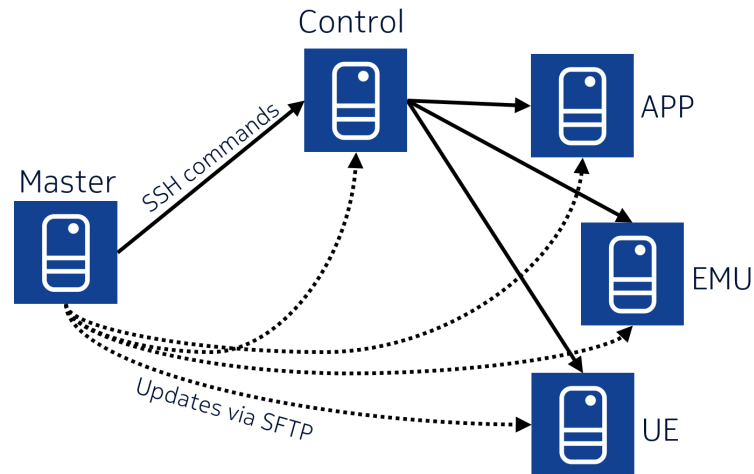 Control
APP
SSH commands
Master
EMU
Updates via SFTP
UE